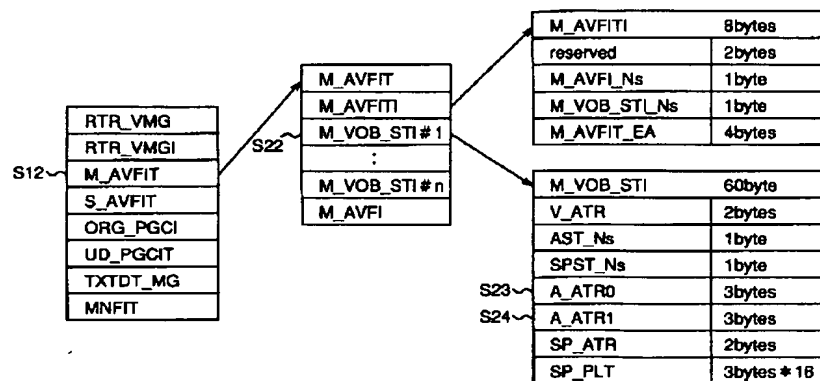 RTR_VMG
RTR_VMGI
S12 M_AVFIT
S_AVFIT
ORG_PGCI
UD_PGCIT
TXTDT_MG
MNFIT
M_AVFIT
M_AVFITI
S22 M_VOB_STI#1
:
M_VOB_STI#n
M_AVFI
M_AVFITI 8bytes
reserved 2bytes
M_AVFI_Ns 1byte
M_VOB_STI_Ns 1byte
M_AVFIT_EA 4bytes
M_VOB_STI 60byte
V_ATR 2bytes
AST_Ns 1byte
SPST_Ns 1byte
S23 A_ATR0 3bytes
S24 A_ATR1 3bytes
SP_ATR 2bytes
SP_PLT 3bytes*16